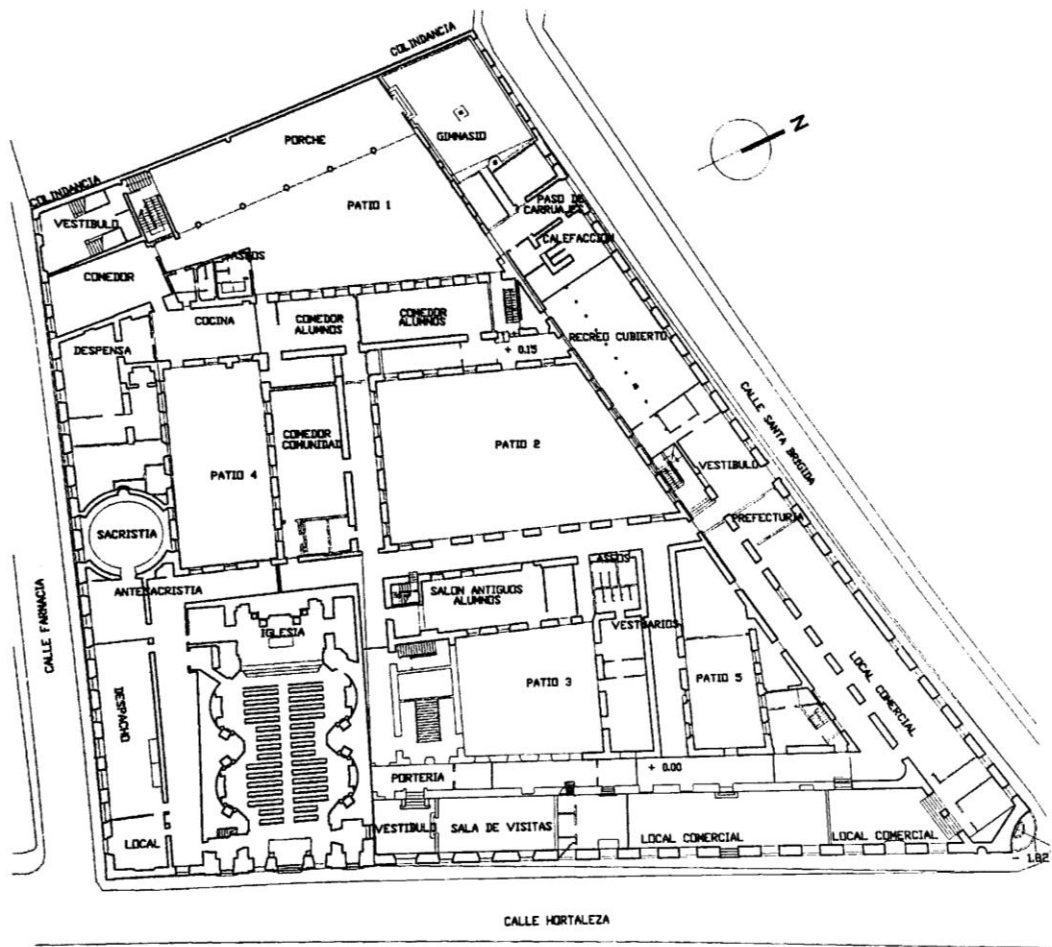 COLINDANCIA
GIMNASIO
PORCHE
N
COLINDANCIA
PASO DE
CARRUAJES
PATIO 1
VESTIBULO
CALEFACCION
ASEOS
COMEDOR
COMEDOR
ALUMNOS
COMEDOR
ALUMNOS
COCINA
RECREO CUBIERTO
DESPENSA
+ 0.15
CALLE SANTA BRIGIDA
COMEDOR
COMUNIDAD
PATIO 2
PATIO 4
VESTIBULO
PREFECTURIA
SACRISTIA
ASEOS
ANTESACRISTIA
SALON ANTIGUOS
ALUMNOS
CALLE FARMACIA
IGLESIA
VESTUARIOS
PATIO 3
PATIO 5
LOCAL COMERCIAL
DESPACHO
+ 0.00
PORTERIA
VESTIBULO
SALA DE VISITAS
LOCAL COMERCIAL
LOCAL COMERCIAL
LOCAL
- 1.82
CALLE HORTALEZA